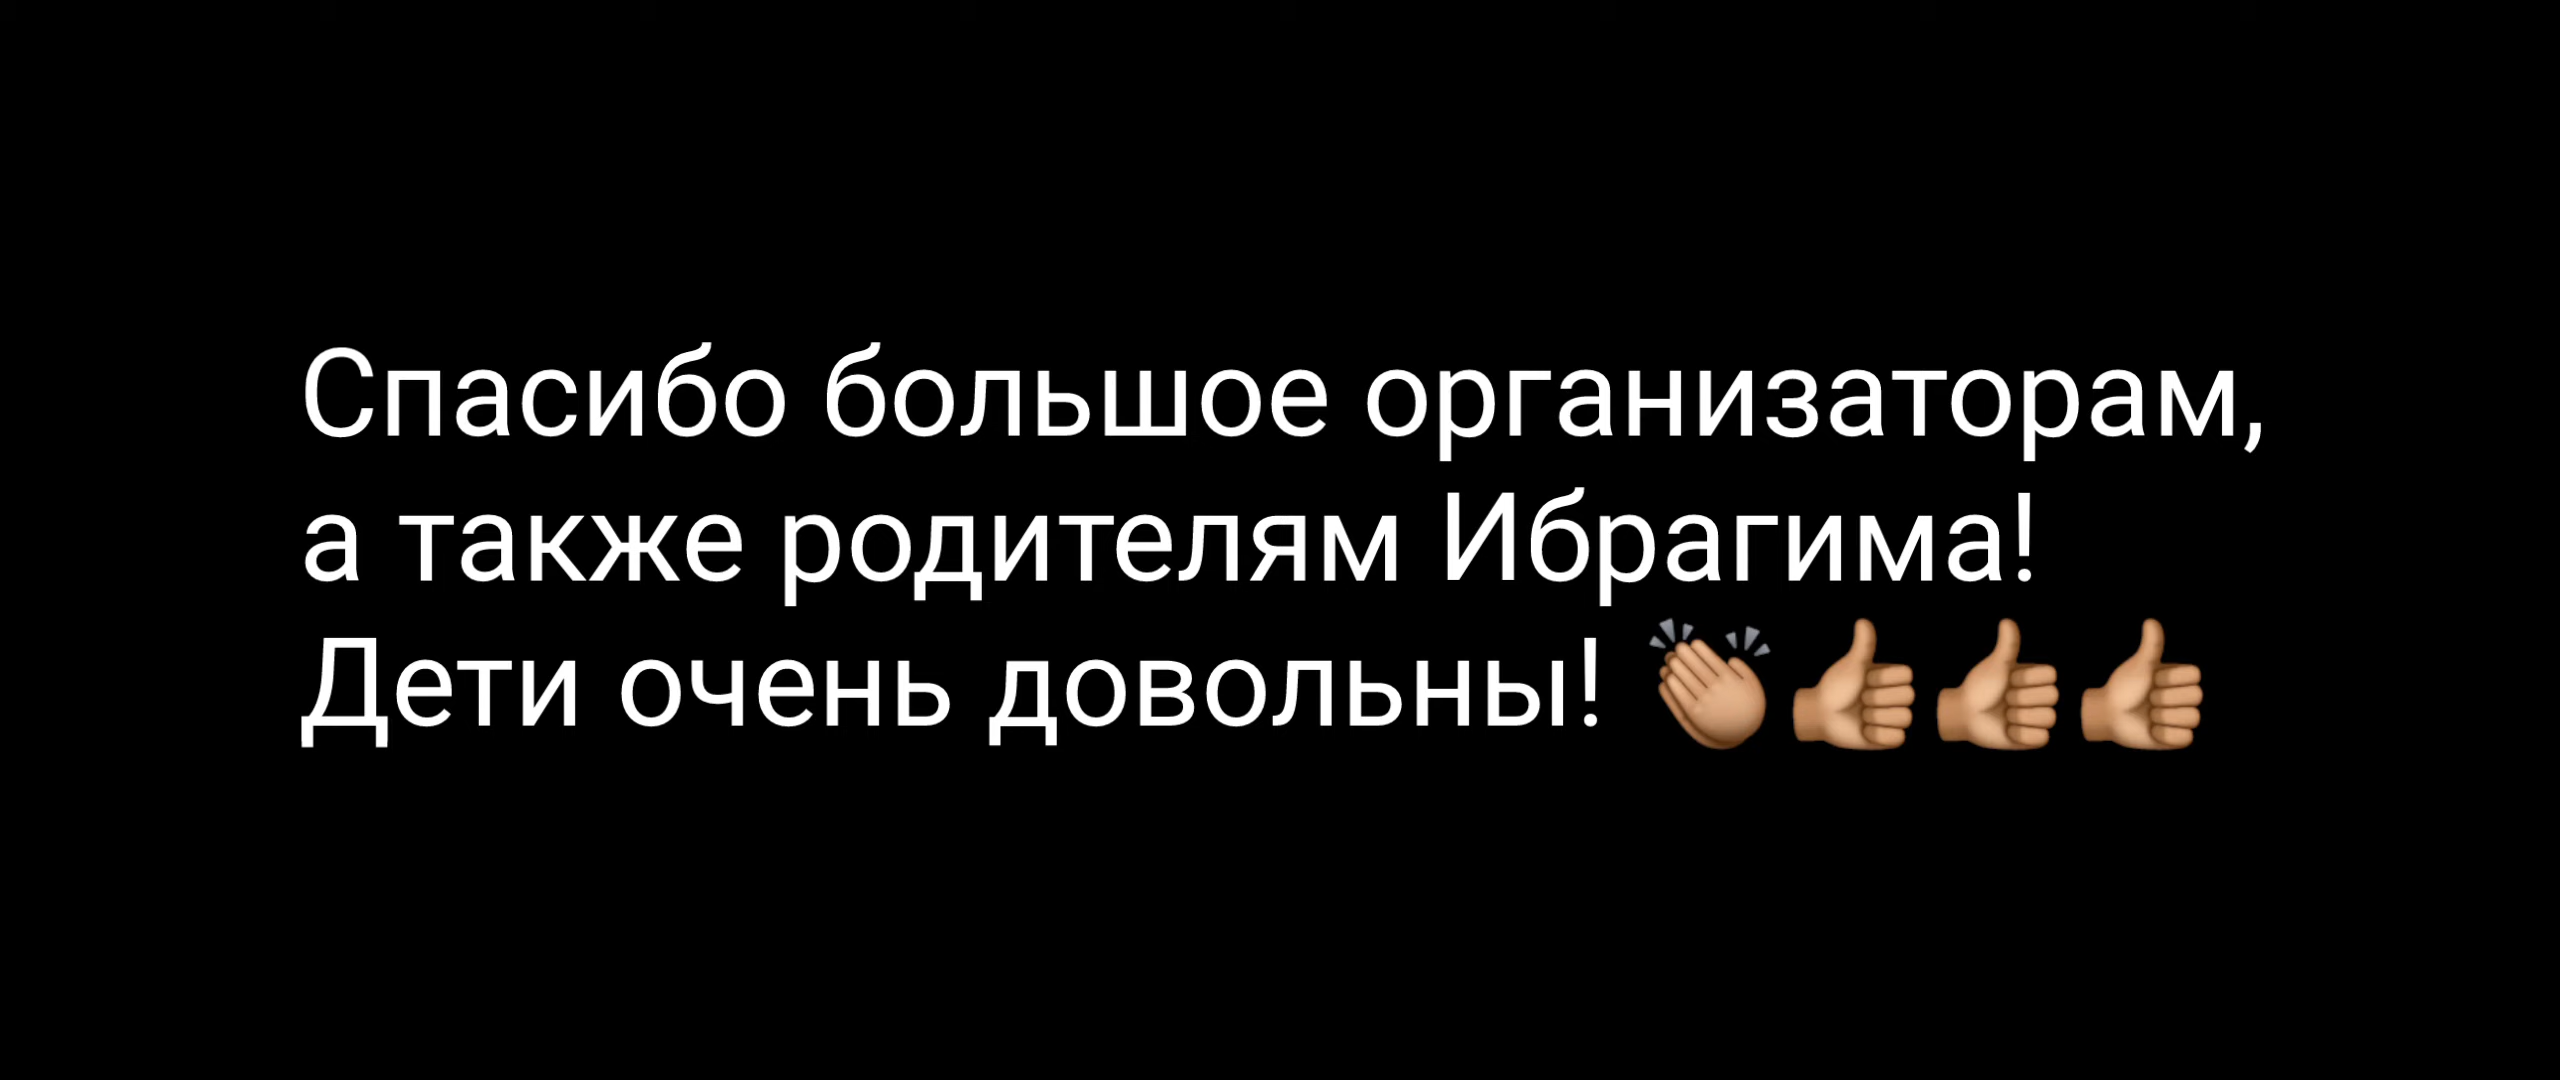 Спасибо большое организаторам,
а также родителям Ибрагима!
Дети очень довольны! 👏🏼👍🏼👍🏼👍🏼